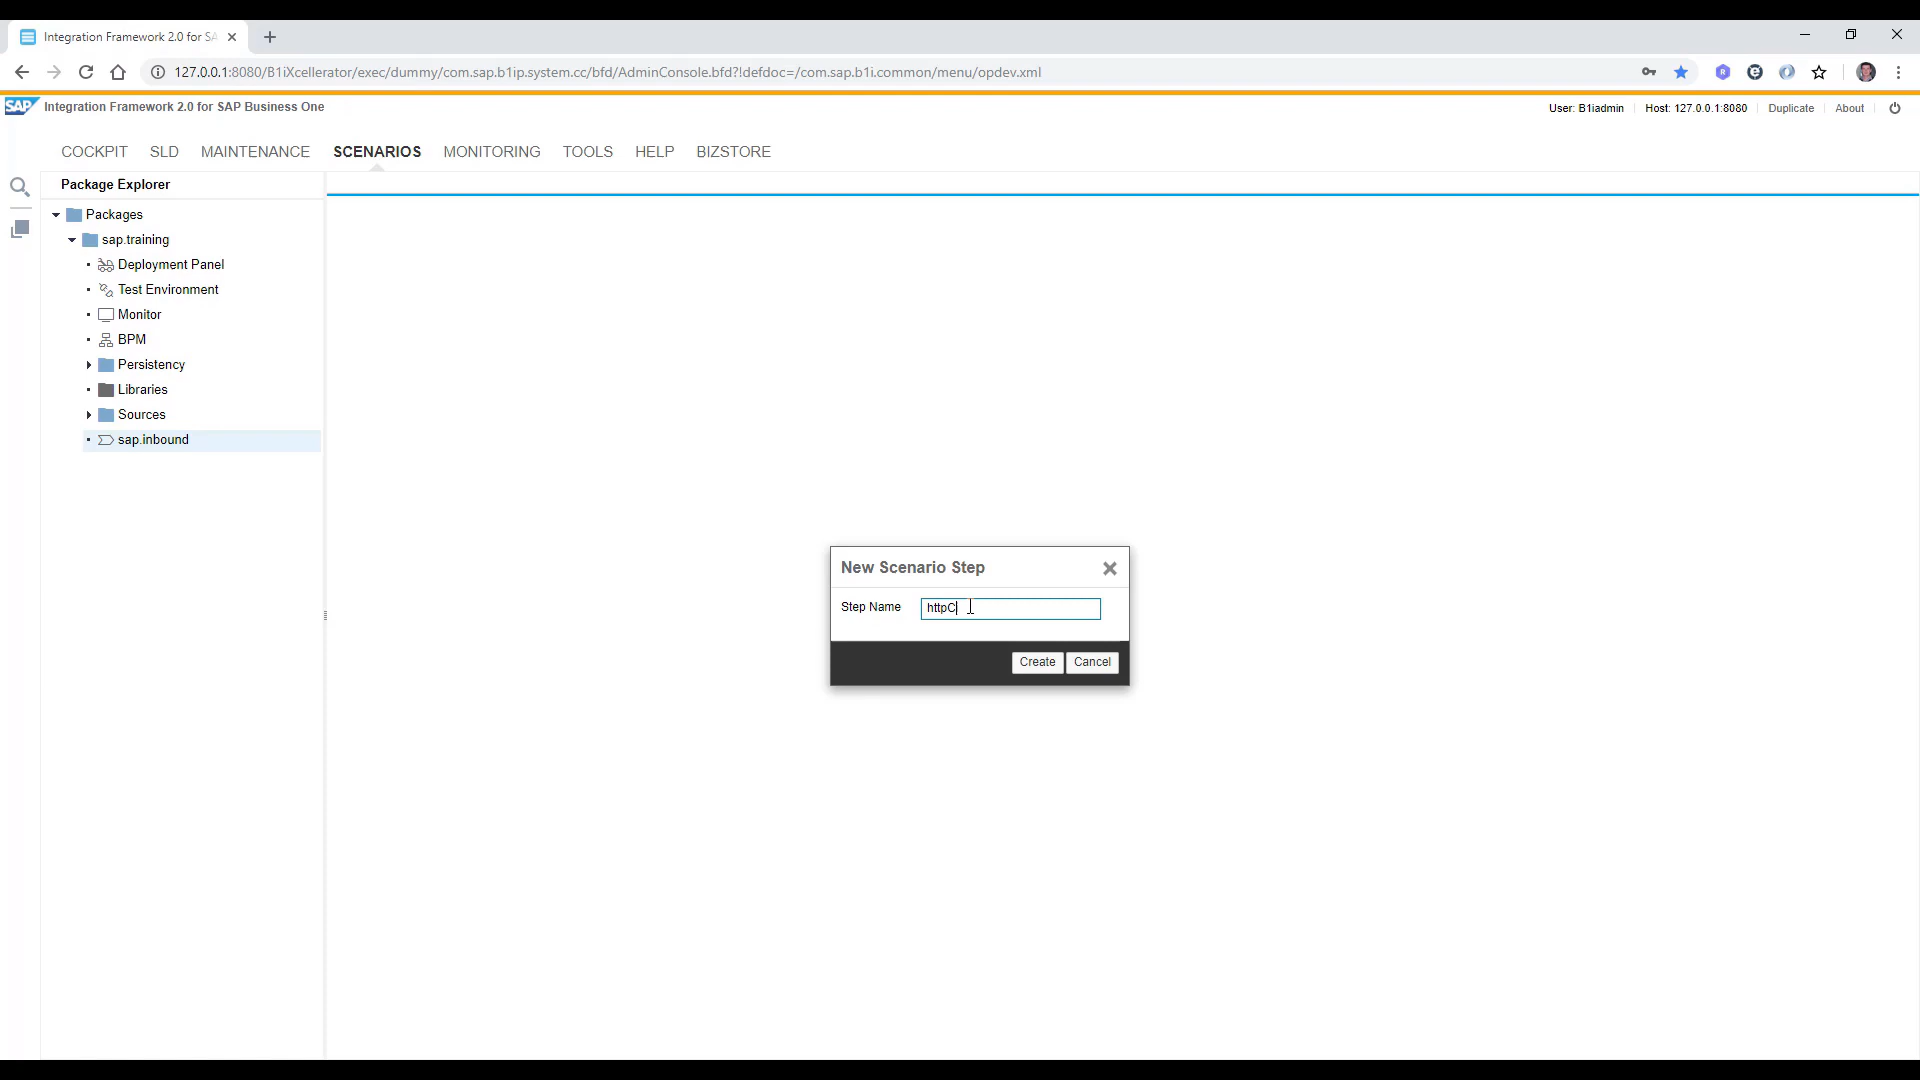 Integration Framework 2.0 for SA
127.0.0.1:8080/B1iXcellerator/exec/dummy/com.sap.b1ip.system.cc/bfd/AdminConsole.bfd?!defdoc=/com.sap.b1i.common/menu/opdev.xml
SAP Integration Framework 2.0 for SAP Business One
User: B1iadmin Host: 127.0.0.1:8080 Duplicate About
COCKPIT SLD MAINTENANCE SCENARIOS MONITORING TOOLS HELP BIZSTORE
Package Explorer
Packages
sap.training
Deployment Panel
Test Environment
Monitor
BPM
Persistency
Libraries
Sources
sap.inbound
New Scenario Step
Step Name httpC
Create Cancel